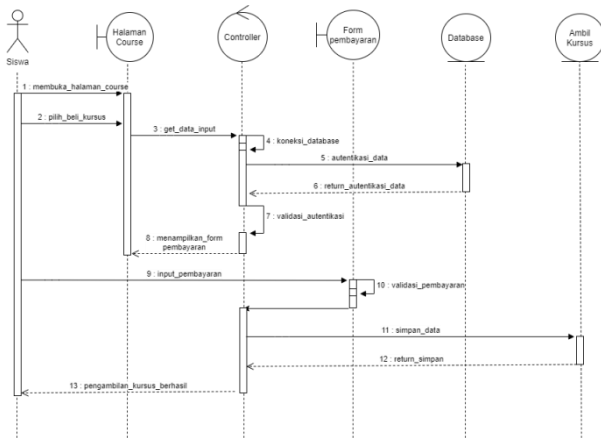 Siswa
Halaman
Course
Controller
Form
pembayaran
Database
Ambil
Kursus
1 : membuka_halaman_course
2 : pilih_beli_kursus
3 : get_data_input
4 : koneksi_database
5 : autentikasi_data
6 : return_autentikasi_data
7 : validasi_autentikasi
8 : menampilkan_form
pembayaran
9 : input_pembayaran
10 : validasi_pembayaran
11 : simpan_data
12 : return_simpan
13 : pengambilan_kursus_berhasil